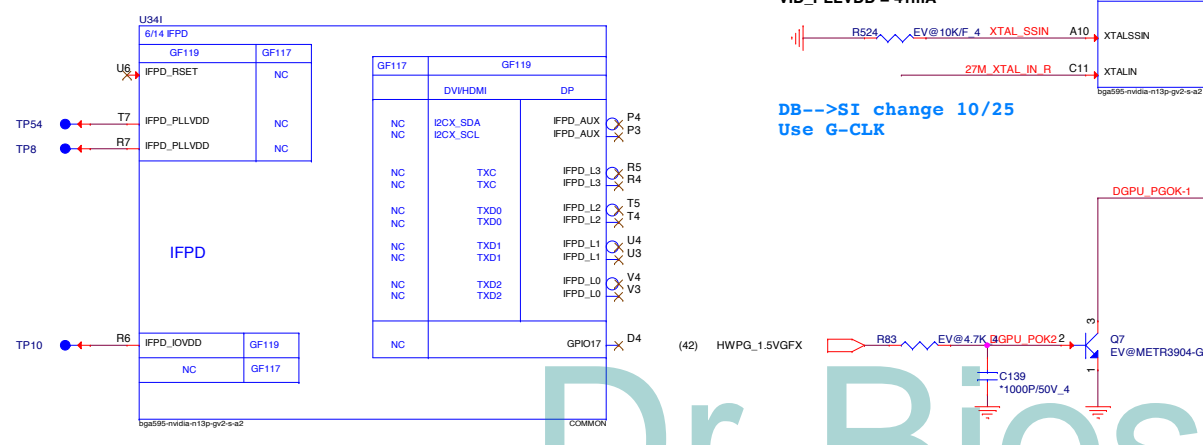 U34I
6/14 IFPD
GF119 GF117
U6 IFPD_RSET NC
TP54 T7 IFPD_PLLVDD NC
TP8 R7 IFPD_PLLVDD NC
IFPD
TP10 R6 IFPD_IOVDD GF119
NC GF117
bga595-nvidia-n13p-gv2-s-a2 COMMON
GF117 GF119
DVI/HDMI DP
NC I2CX_SDA IFPD_AUX P4
NC I2CX_SCL IFPD_AUX P3
NC TXC IFPD_L3 R5
NC TXC IFPD_L3 R4
NC TXD0 IFPD_L2 T5
NC TXD0 IFPD_L2 T4
NC TXD1 IFPD_L1 U4
NC TXD1 IFPD_L1 U3
NC TXD2 IFPD_L0 V4
NC TXD2 IFPD_L0 V3
NC GPIO17 D4
VID_PLLVDD = 41mA
R524 EV@10K/F_4 XTAL_SSIN A10 XTALSSIN
27M_XTAL_IN_R C11 XTALIN
bga595-nvidia-n13p-gv2-s-a2
DB-->SI change 10/25
Use G-CLK
DGPU_PGOK-1
(42) HWPG_1.5VGFX R83 EV@4.7K_4 DGPU_POK2 2
3
1
Q7
EV@METR3904-G
C139
*1000P/50V_4
Dr Bios